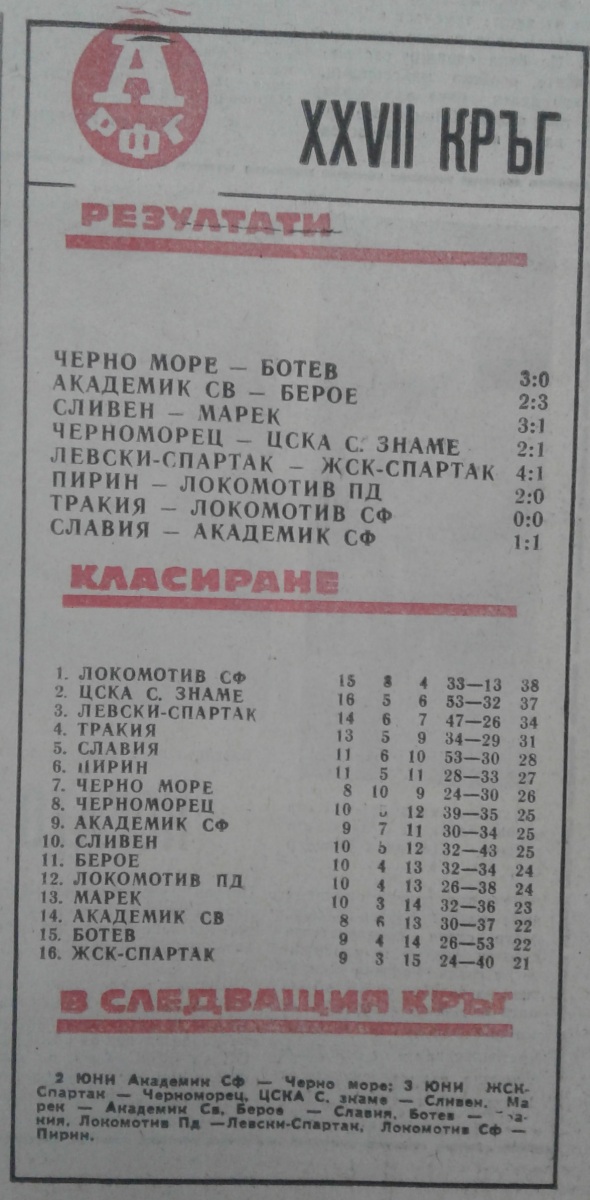 А
РФГ
XXVII КРЪГ
РЕЗУЛТАТИ
ЧЕРНО МОРЕ — БОТЕВ 3:0
АКАДЕМИК СВ — БЕРОЕ 2:3
СЛИВЕН — МАРЕК 3:1
ЧЕРНОМОРЕЦ — ЦСКА С. ЗНАМЕ 2:1
ЛЕВСКИ-СПАРТАК — ЖСК-СПАРТАК 4:1
ПИРИН — ЛОКОМОТИВ ПД 2:0
ТРАКИЯ — ЛОКОМОТИВ СФ 0:0
СЛАВИЯ — АКАДЕМИК СФ 1:1
КЛАСИРАНЕ
1. ЛОКОМОТИВ СФ 15 8 4 33—13 38
2. ЦСКА С. ЗНАМЕ 16 5 6 53—32 37
3. ЛЕВСКИ-СПАРТАК 14 6 7 47—26 34
4. ТРАКИЯ 13 5 9 34—29 31
5. СЛАВИЯ 11 6 10 53—30 28
6. ПИРИН 11 5 11 28—33 27
7. ЧЕРНО МОРЕ 8 10 9 24—30 26
8. ЧЕРНОМОРЕЦ 10 12 39—35 25
9. АКАДЕМИК СФ 9 7 11 30—34 25
10. СЛИВЕН 10 5 12 32—43 25
11. БЕРОЕ 10 4 13 32—34 24
12. ЛОКОМОТИВ ПД 10 4 13 26—38 24
13. МАРЕК 10 3 14 32—36 23
14. АКАДЕМИК СВ 8 6 13 30—37 22
15. БОТЕВ 9 4 14 26—53 22
16. ЖСК-СПАРТАК 9 3 15 24—40 21
В СЛЕДВАЩИЯ КРЪГ
2 ЮНИ Академик Сф — Черно море; 3 ЮНИ ЖСК-
Спартак — Черноморец, ЦСКА С. знаме — Сливен, Ма
рек — Академик Св, Берое — Славия, Ботев —
кия, Локомотив Пд —Левски-Спартак, Локомотив Сф —
Пирин.